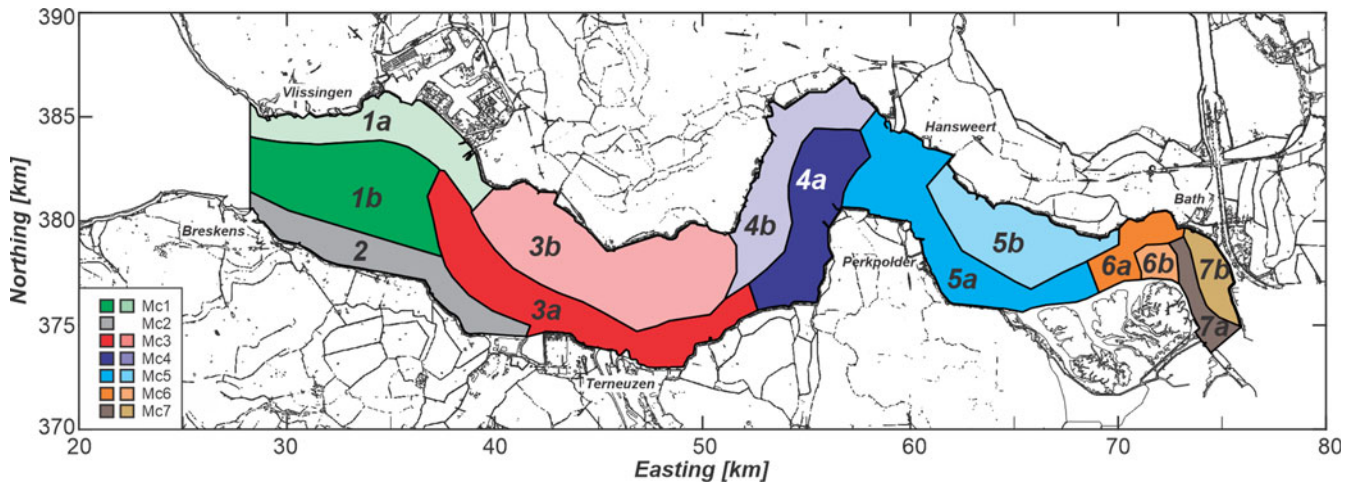 390
Vlissingen
385
1a
Hansweert
4a
1b
380
4b
Bath
3b
5b
Breskens
2
Perkpolder
6a
6b
7b
5a
3a
375
7a
Terneuzen
Mc1
Mc2
Mc3
Mc4
Mc5
Mc6
Mc7
370
20
30
40
50
60
70
80
Northing [km]
Easting [km]